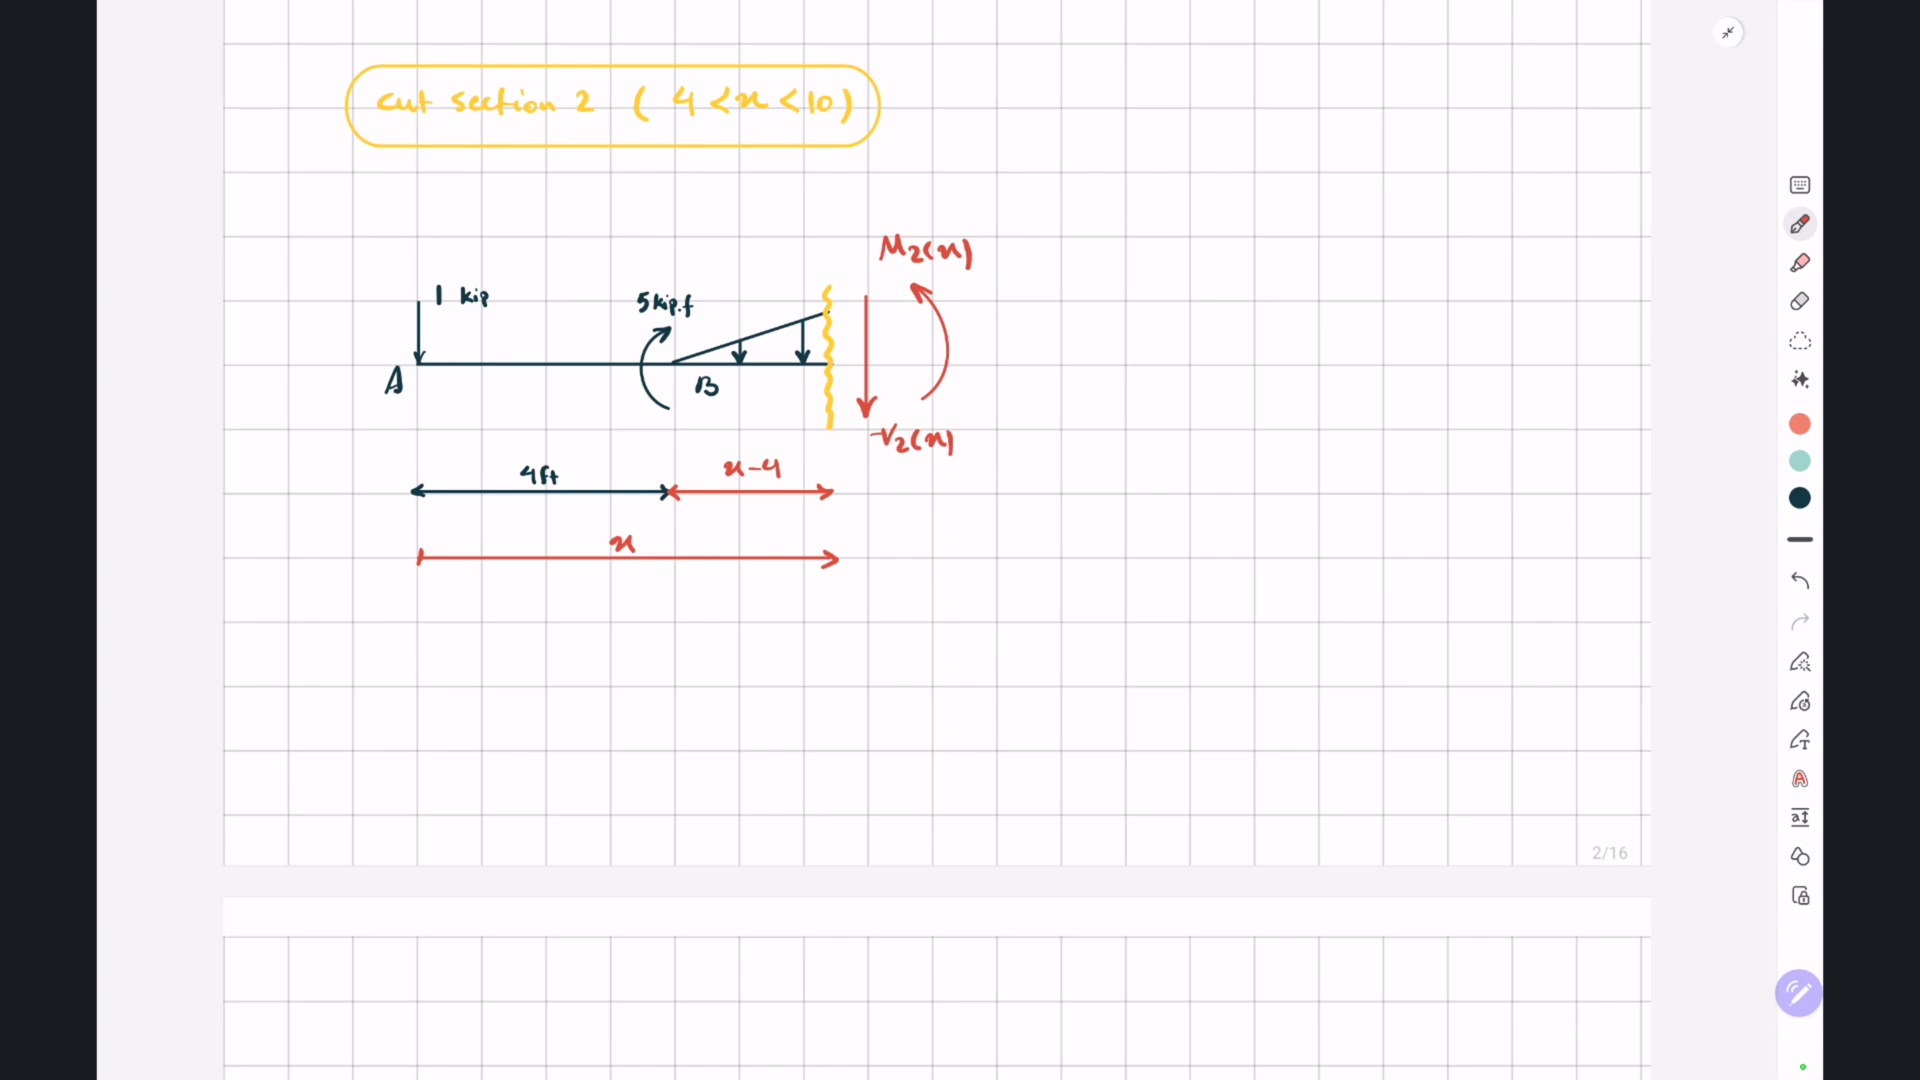 cut section 2 ( 4 < x < 10 )
M2(x)
1 kip
5 kip.f
A
B
V2(x)
4ft
x-4
x
2/16